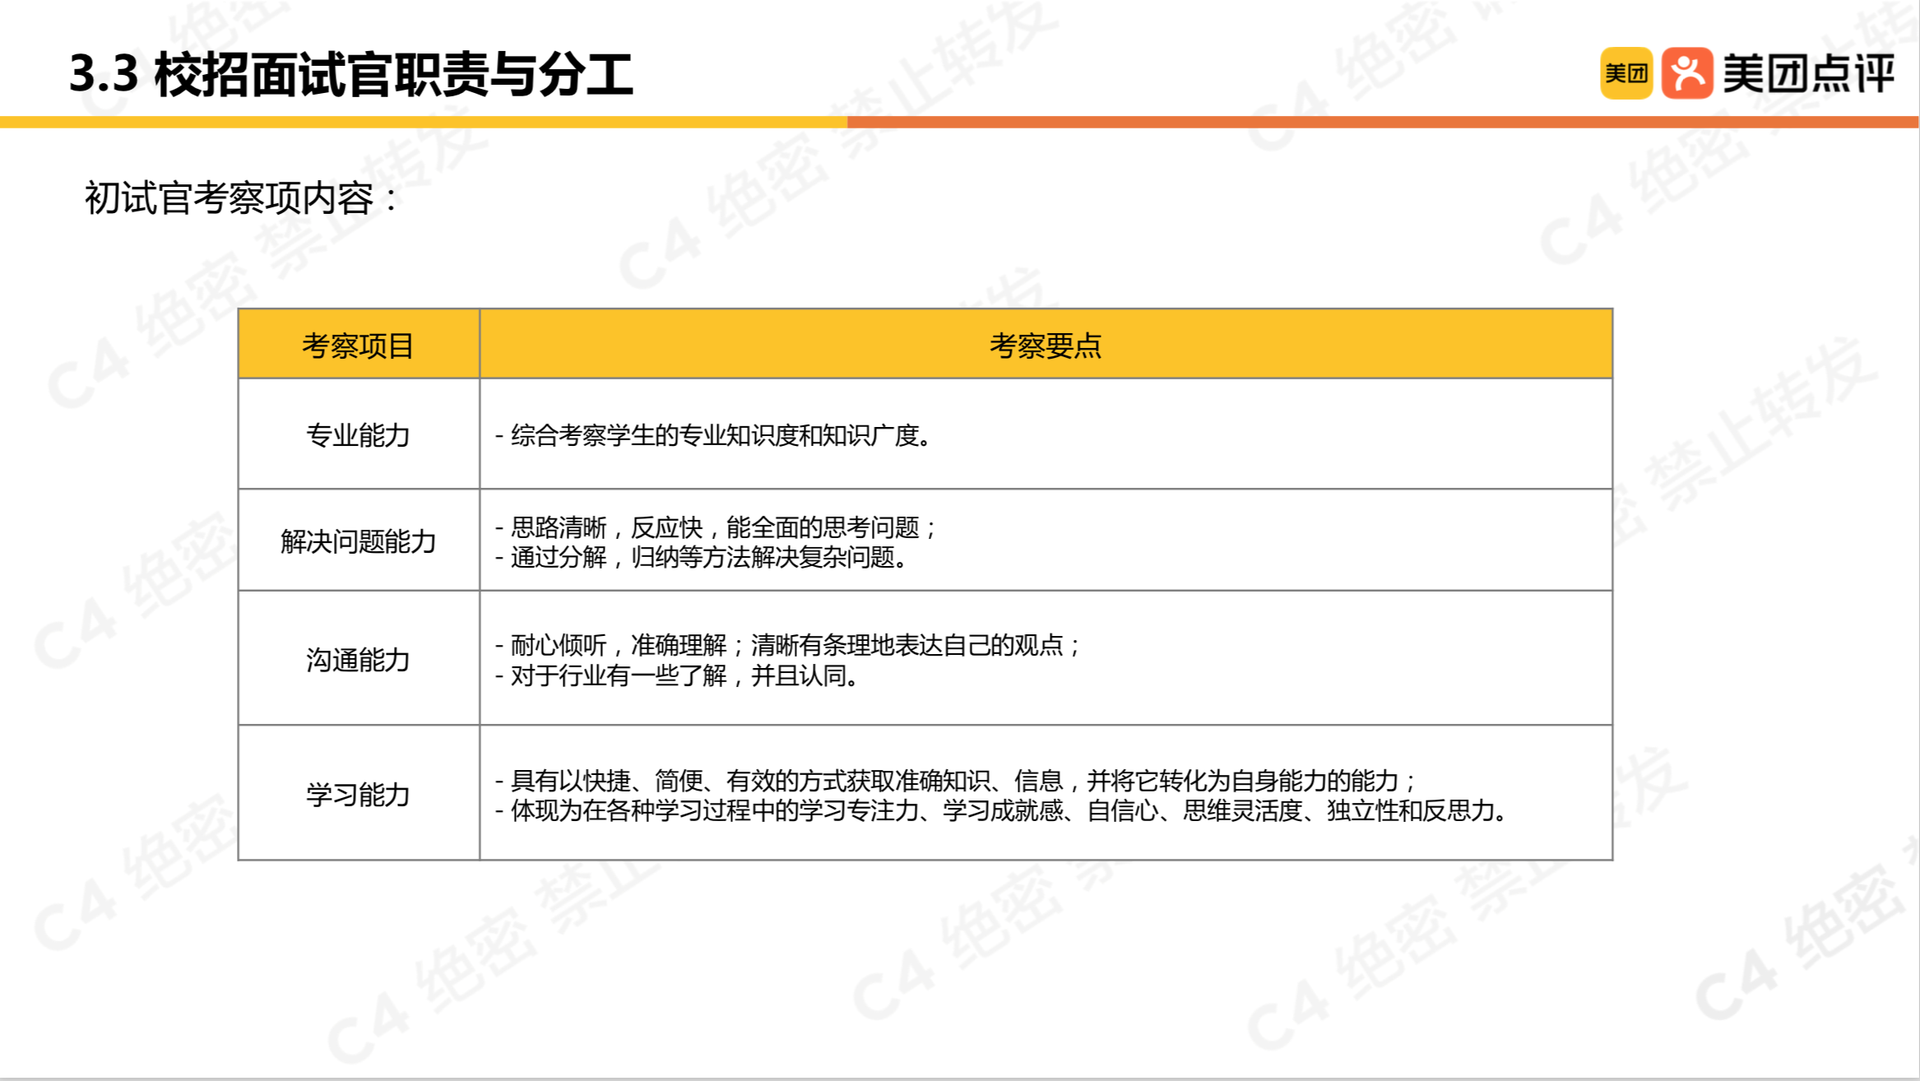 3.3 校招面试官职责与分工
美团 美团点评
初试官考察项内容：
考察项目 考察要点
专业能力
- 综合考察学生的专业知识度和知识广度。
解决问题能力
- 思路清晰，反应快，能全面的思考问题；
- 通过分解，归纳等方法解决复杂问题。
沟通能力
- 耐心倾听，准确理解；清晰有条理地表达自己的观点；
- 对于行业有一些了解，并且认同。
学习能力
- 具有以快捷、简便、有效的方式获取准确知识、信息，并将它转化为自身能力的能力；
- 体现为在各种学习过程中的学习专注力、学习成就感、自信心、思维灵活度、独立性和反思力。
C4 绝密 禁止转发